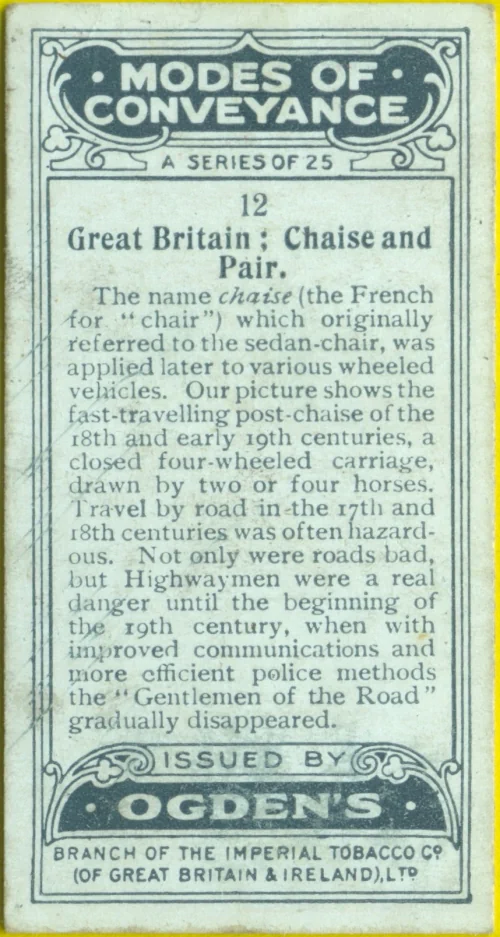 · MODES OF ·
CONVEYANCE
A SERIES OF 25
12
Great Britain; Chaise and
Pair.
The name chaise (the French
for "chair") which originally
referred to the sedan-chair, was
applied later to various wheeled
vehicles. Our picture shows the
fast-travelling post-chaise of the
18th and early 19th centuries, a
closed four-wheeled carriage,
drawn by two or four horses.
Travel by road in the 17th and
18th centuries was often hazard-
ous. Not only were roads bad,
but Highwaymen were a real
danger until the beginning of
the 19th century, when with
improved communications and
more efficient police methods
the "Gentlemen of the Road"
gradually disappeared.
ISSUED BY
· OGDEN'S ·
BRANCH OF THE IMPERIAL TOBACCO Co
(OF GREAT BRITAIN & IRELAND), LTD